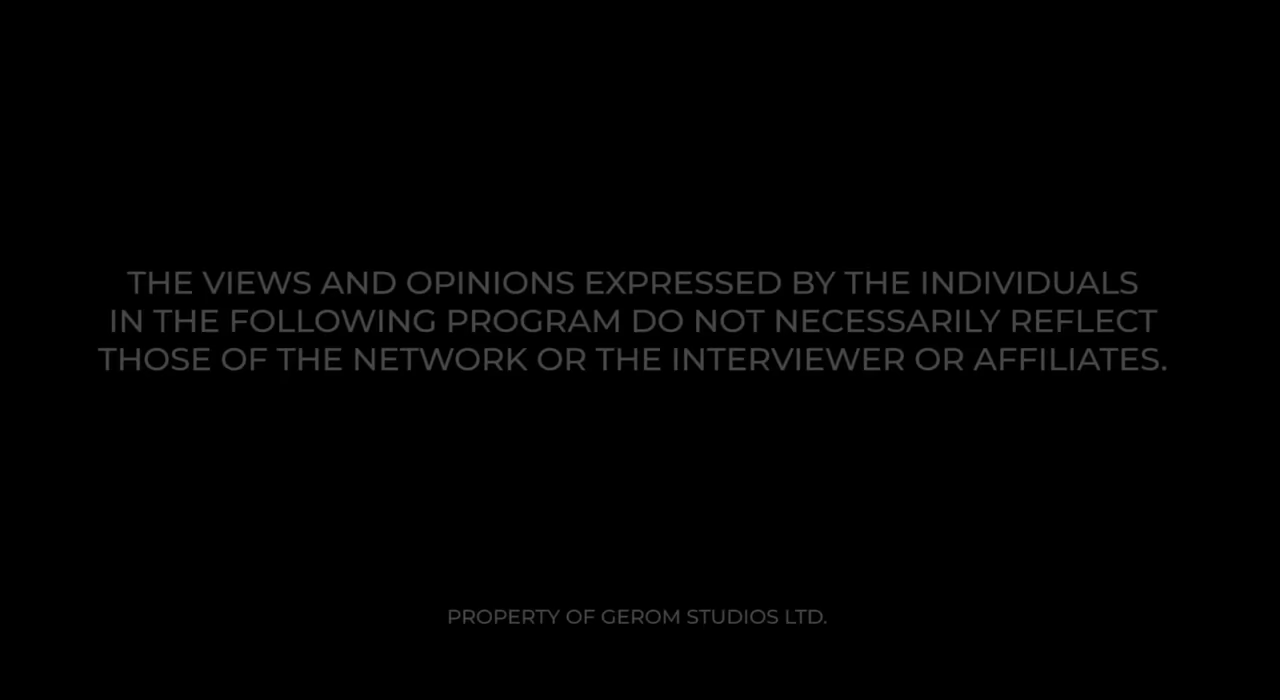 THE VIEWS AND OPINIONS EXPRESSED BY THE INDIVIDUALS
IN THE FOLLOWING PROGRAM DO NOT NECESSARILY REFLECT
THOSE OF THE NETWORK OR THE INTERVIEWER OR AFFILIATES.
PROPERTY OF GEROM STUDIOS LTD.